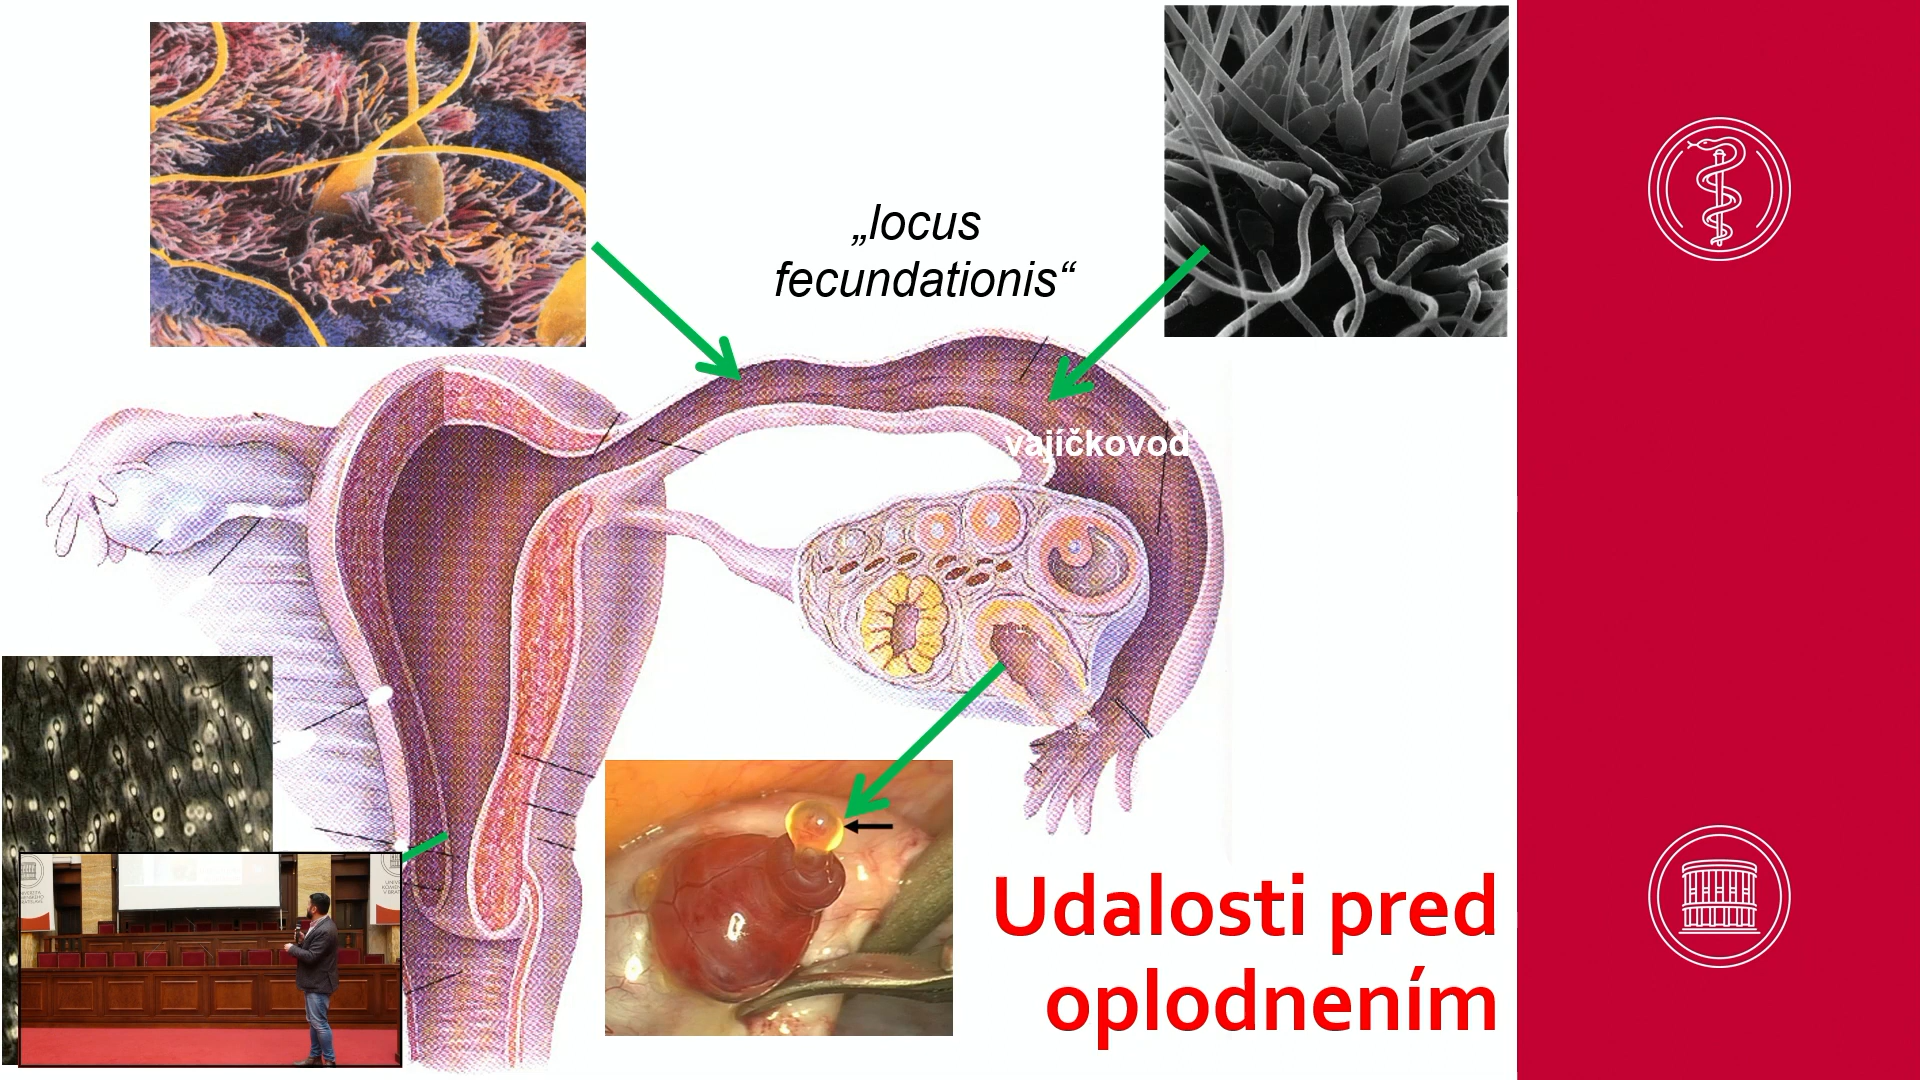 „locus
fecundationis“
vajíčkovod
Udalosti pred
oplodnením